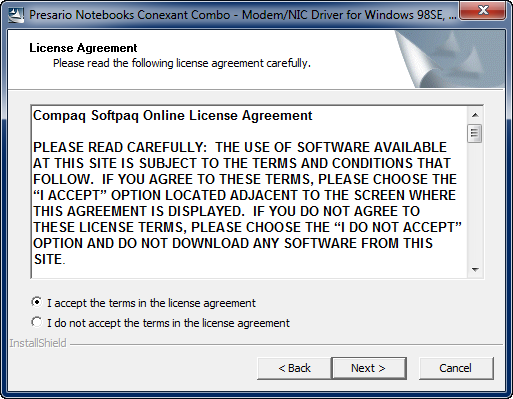 Presario Notebooks Conexant Combo - Modem/NIC Driver for Windows 98SE, ...
License Agreement
Please read the following license agreement carefully.
Compaq Softpaq Online License Agreement
PLEASE READ CAREFULLY:  THE USE OF SOFTWARE AVAILABLE
AT THIS SITE IS SUBJECT TO THE TERMS AND CONDITIONS THAT
FOLLOW.  IF YOU AGREE TO THESE TERMS, PLEASE CHOOSE THE
“I ACCEPT” OPTION LOCATED ADJACENT TO THE SCREEN WHERE
THIS AGREEMENT IS DISPLAYED.  IF YOU DO NOT AGREE TO
THESE LICENSE TERMS, PLEASE CHOOSE THE “I DO NOT ACCEPT”
OPTION AND DO NOT DOWNLOAD ANY SOFTWARE FROM THIS
SITE.
I accept the terms in the license agreement
I do not accept the terms in the license agreement
InstallShield
< Back
Next >
Cancel